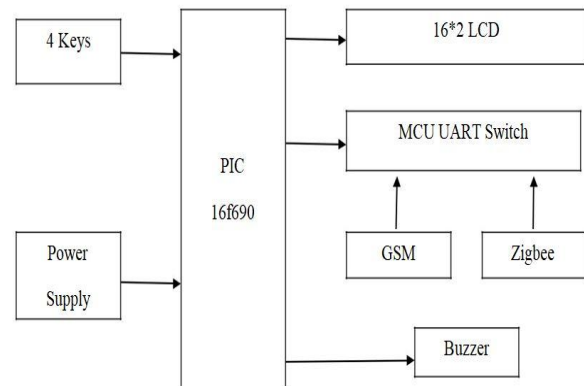 4 Keys
16*2 LCD
MCU UART Switch
PIC
16f690
GSM
Zigbee
Power
Supply
Buzzer